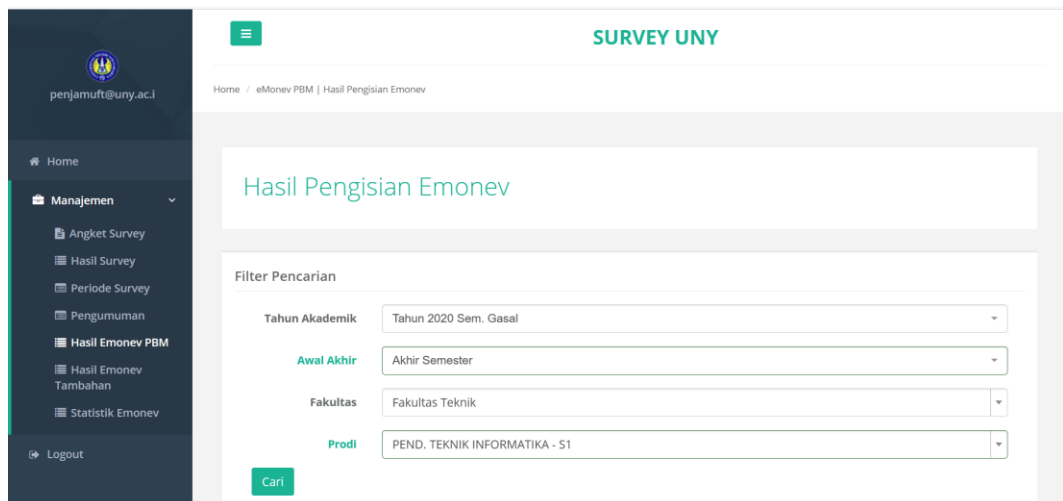 SURVEY UNY
penjamuft@uny.ac.i
Home / eMonev PBM | Hasil Pengisian Emonev
Home
Manajemen
Angket Survey
Hasil Survey
Periode Survey
Pengumuman
Hasil Emonev PBM
Hasil Emonev
Tambahan
Statistik Emonev
Logout
Hasil Pengisian Emonev
Filter Pencarian
Tahun Akademik Tahun 2020 Sem. Gasal
Awal Akhir Akhir Semester
Fakultas Fakultas Teknik
Prodi PEND. TEKNIK INFORMATIKA - S1
Cari